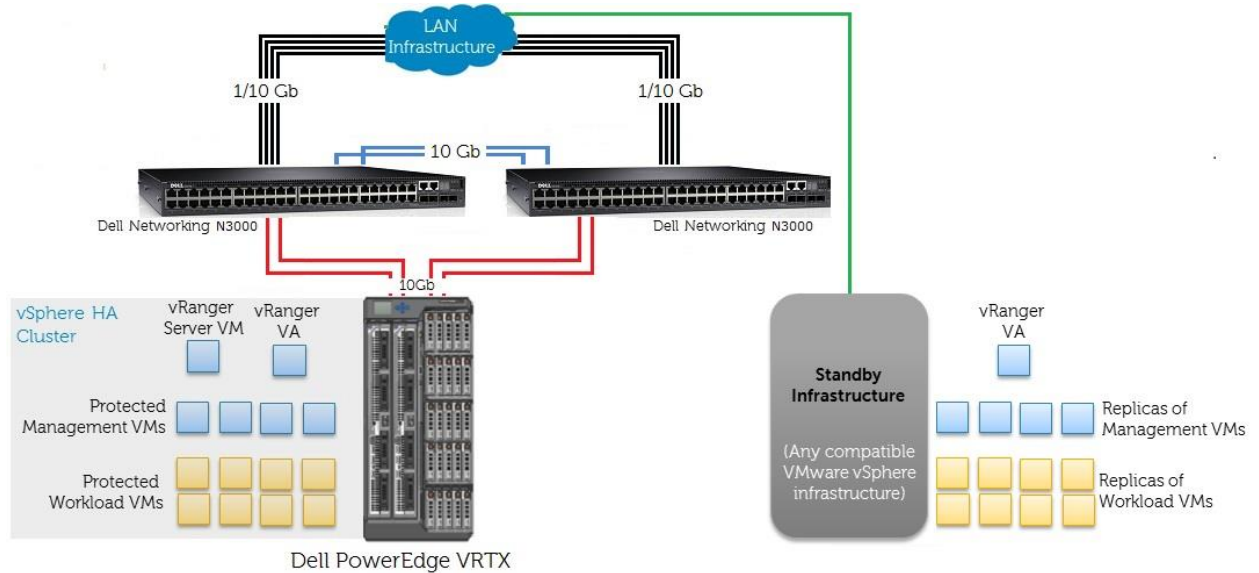 LAN
Infrastructure
1/10 Gb
1/10 Gb
10 Gb
DELL
DELL
Dell Networking N3000
Dell Networking N3000
10Gb
vSphere HA
Cluster
vRanger
Server VM
vRanger
VA
Protected
Management VMs
Protected
Workload VMs
Dell PowerEdge VRTX
Standby
Infrastructure
(Any compatible
VMware vSphere
infrastructure)
vRanger
VA
Replicas of
Management VMs
Replicas of
Workload VMs